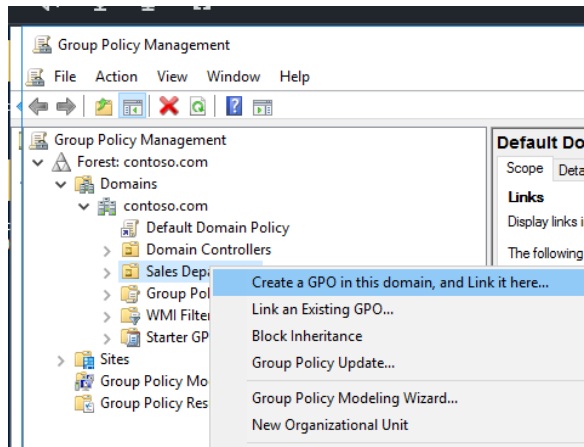 Group Policy Management
File Action View Window Help
Group Policy Management
Forest: contoso.com
Domains
contoso.com
Default Domain Policy
Domain Controllers
Sales Depa
Group Pol
WMI Filte
Starter GP
Sites
Group Policy Mo
Group Policy Res
Create a GPO in this domain, and Link it here...
Link an Existing GPO...
Block Inheritance
Group Policy Update...
Group Policy Modeling Wizard...
New Organizational Unit
Default Do
Scope Deta
Links
Display links i
The following